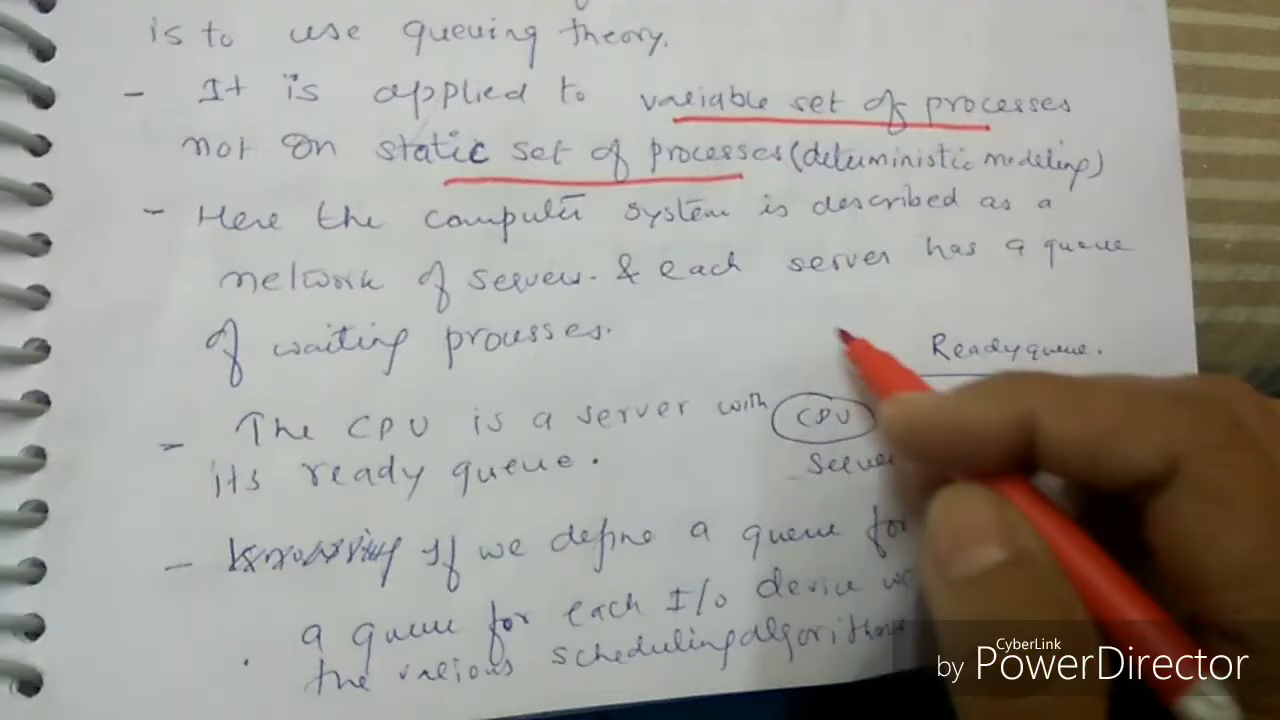 is to use queuing theory.
- It is applied to variable set of processes
not on static set of processes (deterministic modeling)
- Here the computer system is described as a
network of servers. & each server has a queue
of waiting processes.
Ready queue.
- The CPU is a server with
CPU
its ready queue.
Server
- If we define a queue for
a queue for each I/O device we
the various scheduling algorithms
CyberLink
by PowerDirector